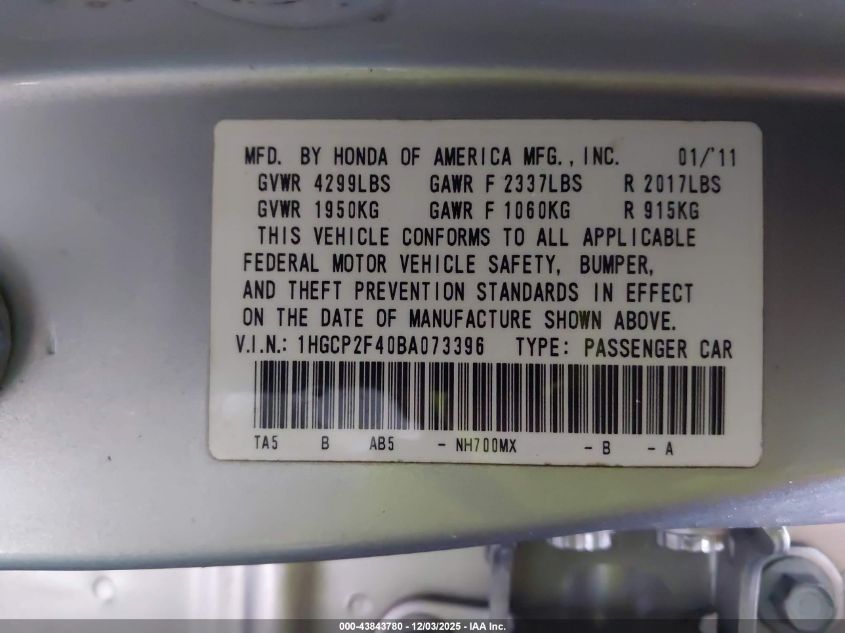 MFD. BY HONDA OF AMERICA MFG., INC. 01/'11
GVWR 4299LBS GAWR F 2337LBS R 2017LBS
GVWR 1950KG GAWR F 1060KG R 915KG
THIS VEHICLE CONFORMS TO ALL APPLICABLE
FEDERAL MOTOR VEHICLE SAFETY, BUMPER,
AND THEFT PREVENTION STANDARDS IN EFFECT
ON THE DATE OF MANUFACTURE SHOWN ABOVE.
V.I.N.: 1HGCP2F40BA073396 TYPE: PASSENGER CAR
TA5 B AB5 - NH700MX - B - A
000-43843780 - 12/03/2025 - IAA Inc.